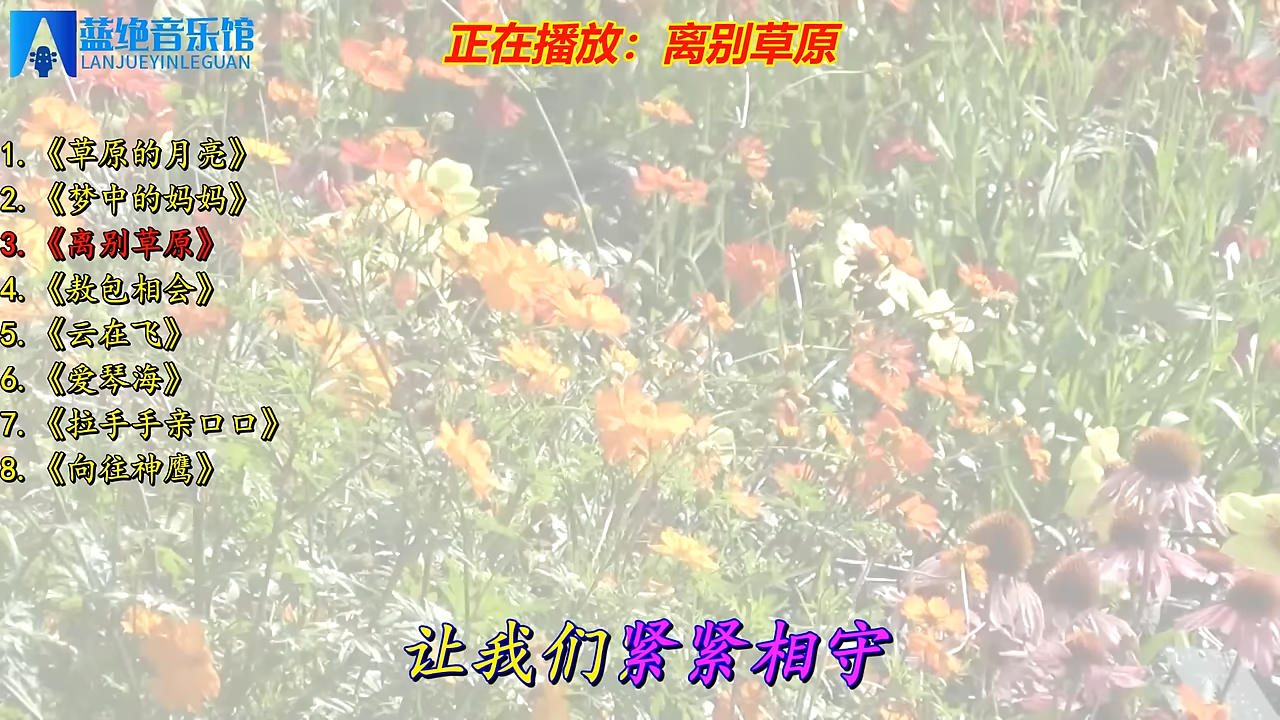 蓝绝音乐馆
LANJUEYINLEGUAN
正在播放：离别草原
1.《草原的月亮》
2.《梦中的妈妈》
3.《离别草原》
4.《敖包相会》
5.《云在飞》
6.《爱琴海》
7.《拉手手亲口口》
8.《向往神鹰》
让我们紧紧相守